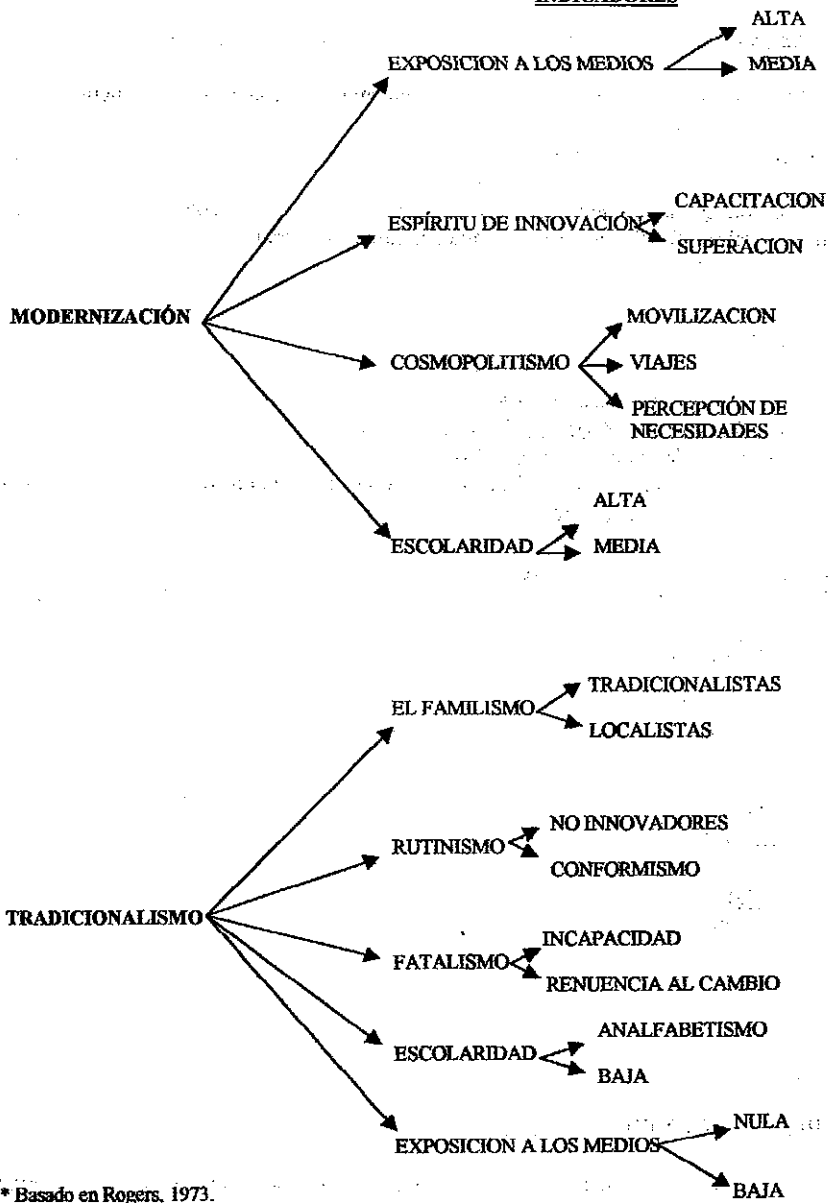 INDICADORES
EXPOSICION A LOS MEDIOS
ALTA
MEDIA
ESPÍRITU DE INNOVACIÓN
CAPACITACION
SUPERACION
MODERNIZACIÓN
COSMOPOLITISMO
MOVILIZACION
VIAJES
PERCEPCIÓN DE
NECESIDADES
ESCOLARIDAD
ALTA
MEDIA
EL FAMILISMO
TRADICIONALISTAS
LOCALISTAS
RUTINISMO
NO INNOVADORES
CONFORMISMO
TRADICIONALISMO
FATALISMO
INCAPACIDAD
RENUENCIA AL CAMBIO
ESCOLARIDAD
ANALFABETISMO
BAJA
EXPOSICION A LOS MEDIOS
NULA
BAJA
* Basado en Rogers, 1973.